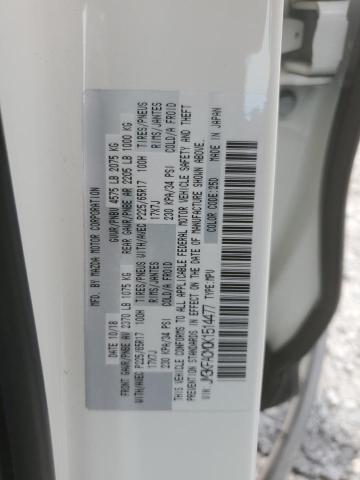 MFD. BY MAZDA MOTOR CORPORATION
DATE: 10/18 GVWR/PNBV 4575 LB 2075 KG
FRONT GAWR/PNBE AV 2370 LB 1075 KG REAR GAWR/PNBE AR 2205 LB 1000 KG
WITH/AVEC P225/65R17 100H TIRES/PNEUS WITH/AVEC P225/65R17 100H TIRES/PNEUS
17X7J RIMS/JANTES 17X7J RIMS/JANTES
230 KPA/34 PSI COLD/A FROID 230 KPA/34 PSI COLD/A FROID
THIS VEHICLE CONFORMS TO ALL APPLICABLE FEDERAL MOTOR VEHICLE SAFETY AND THEFT
PREVENTION STANDARDS IN EFFECT ON THE DATE OF MANUFACTURE SHOWN ABOVE.
COLOR CODE: 25D MADE IN JAPAN
TYPE: MPV